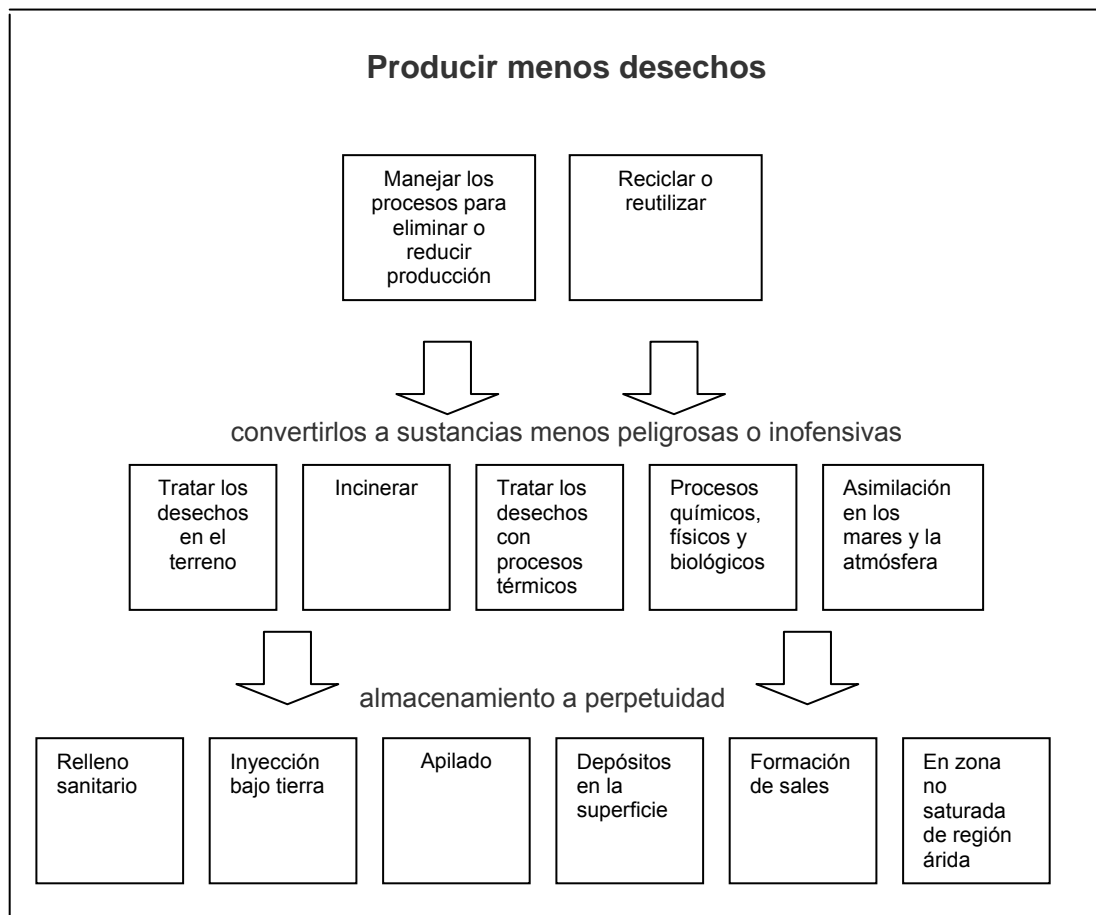 Producir menos desechos
Manejar los
procesos para
eliminar o
reducir
producción
Reciclar o
reutilizar
convertirlos a sustancias menos peligrosas o inofensivas
Tratar los
desechos
en el
terreno
Incinerar
Tratar los
desechos
con
procesos
térmicos
Procesos
químicos,
físicos y
biológicos
Asimilación
en los
mares y la
atmósfera
almacenamiento a perpetuidad
Relleno
sanitario
Inyección
bajo tierra
Apilado
Depósitos
en la
superficie
Formación
de sales
En zona
no
saturada
de región
árida